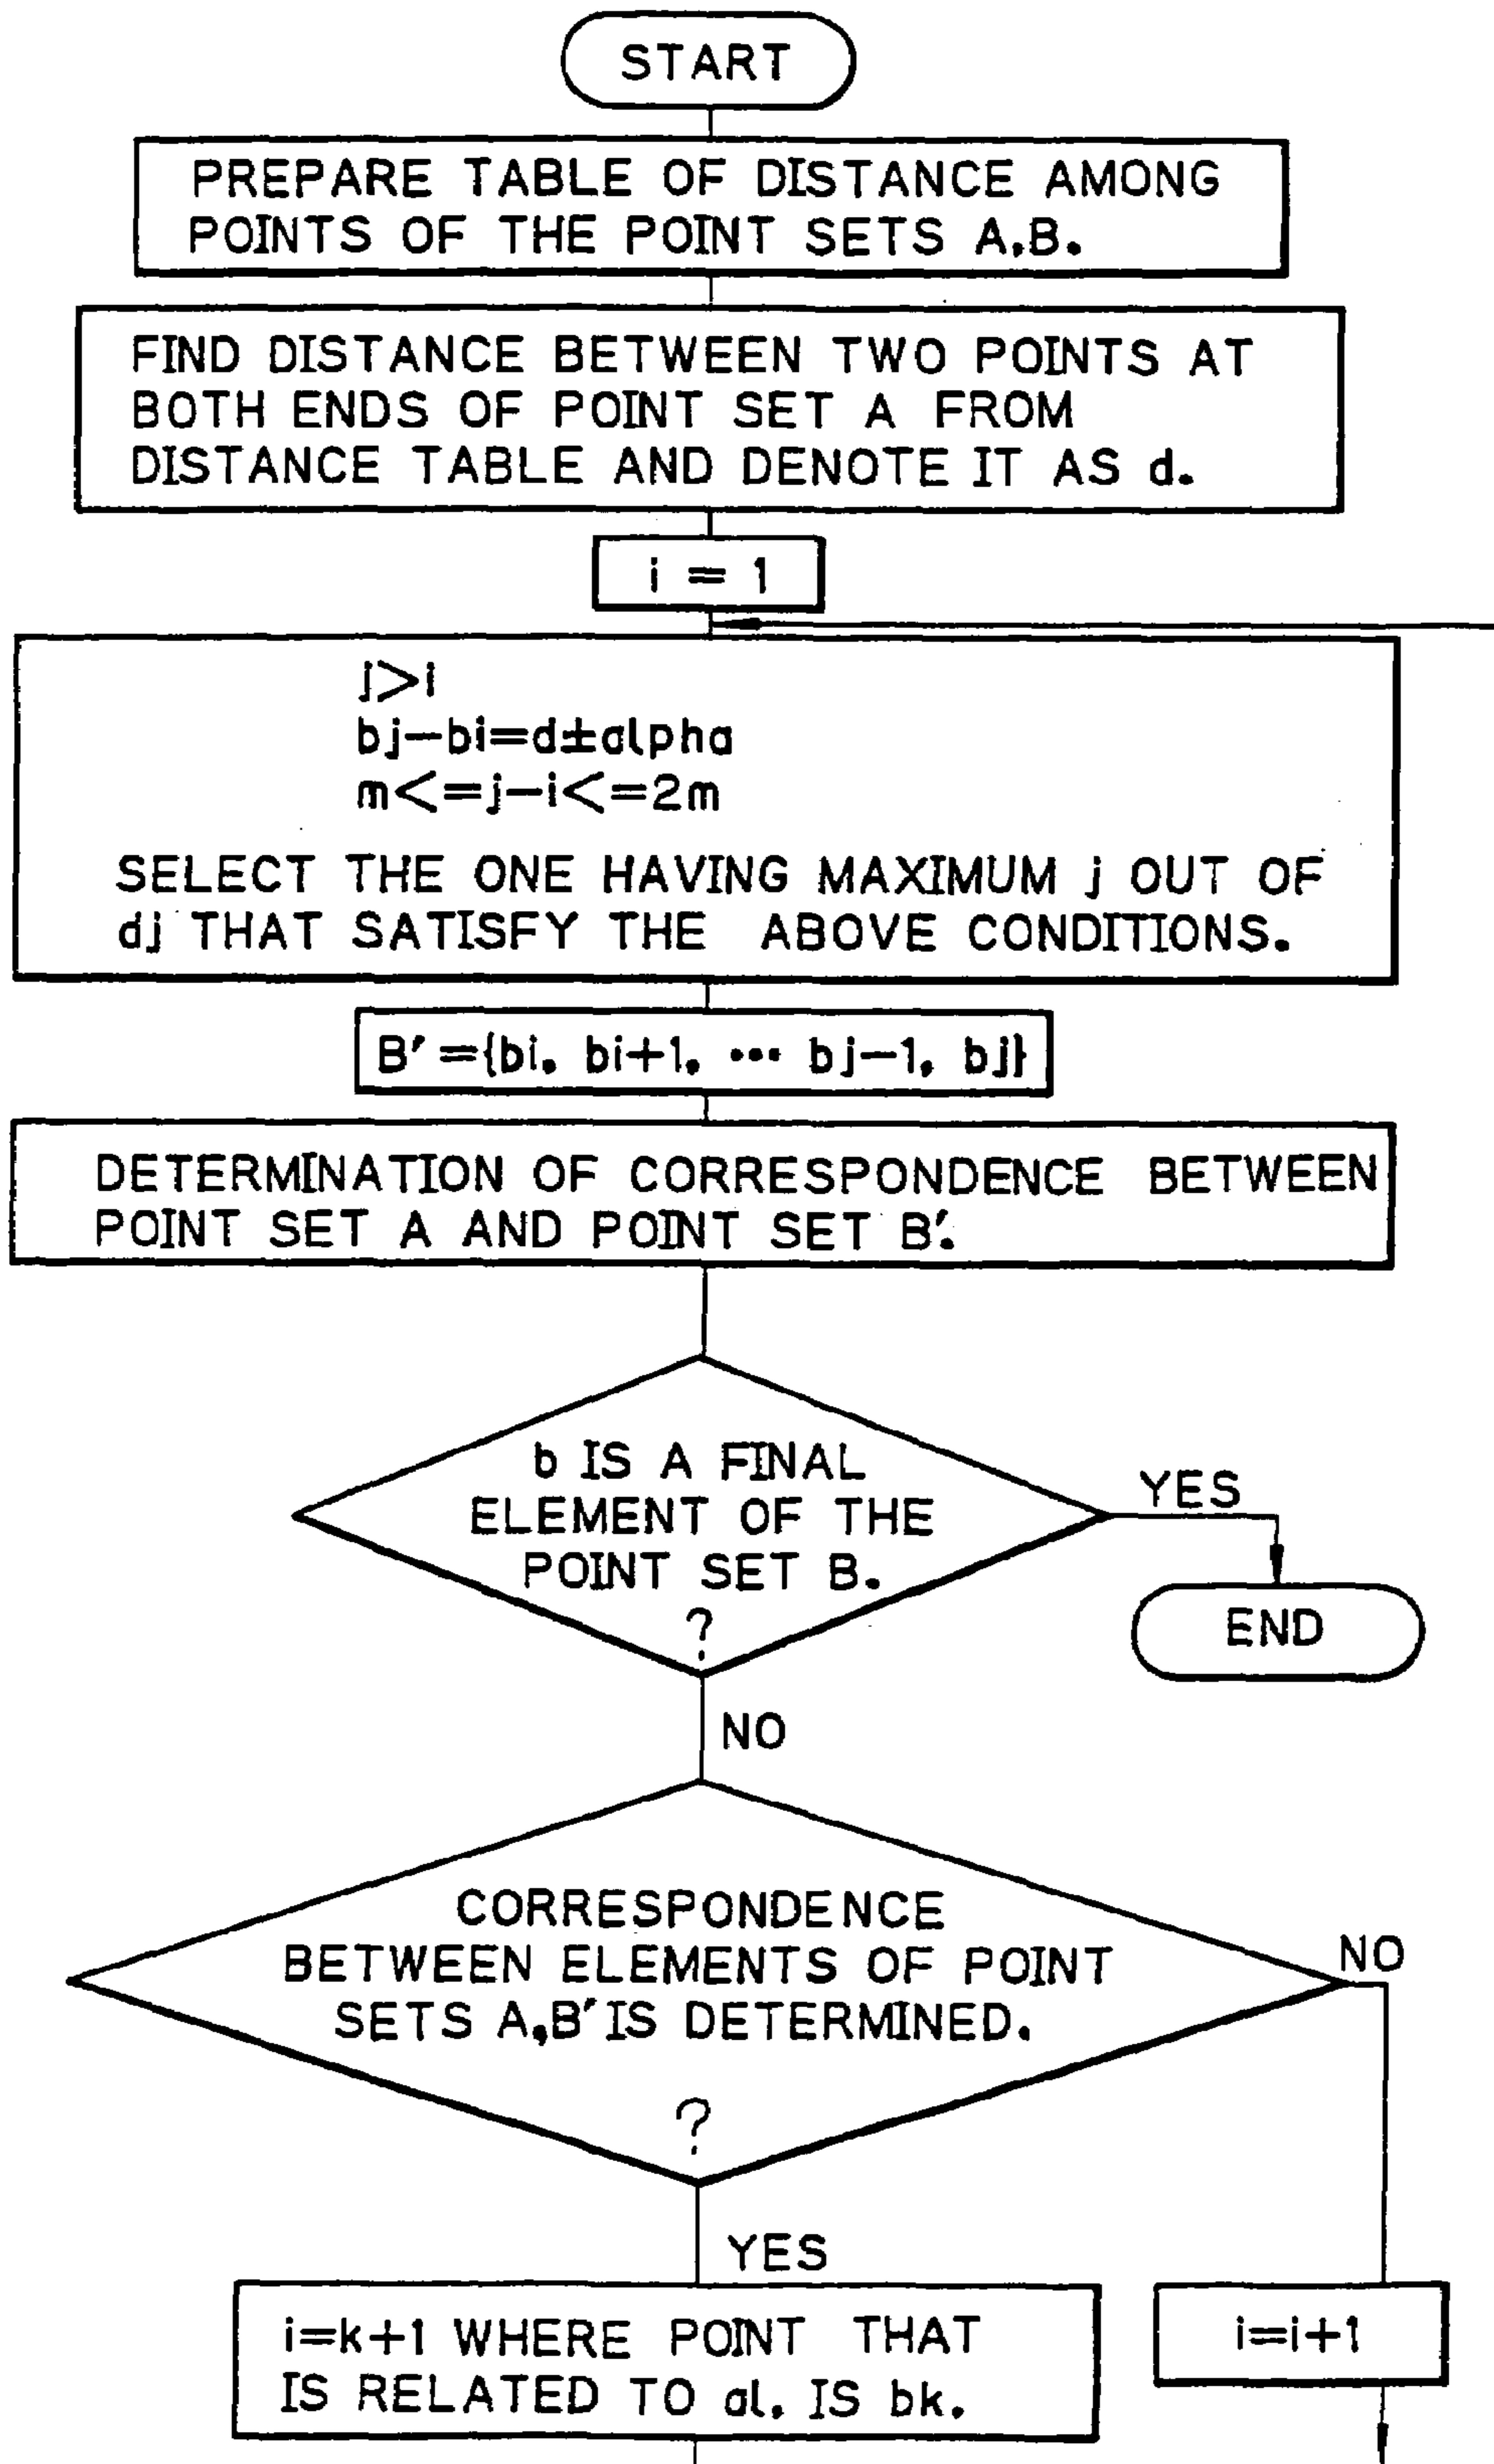 START
PREPARE TABLE OF DISTANCE AMONG
POINTS OF THE POINT SETS A,B.
FIND DISTANCE BETWEEN TWO POINTS AT
BOTH ENDS OF POINT SET A FROM
DISTANCE TABLE AND DENOTE IT AS d.
i = 1
j>i
bj-bi=d±alpha
m<=j-i<=2m
SELECT THE ONE HAVING MAXIMUM j OUT OF
dj THAT SATISFY THE ABOVE CONDITIONS.
B'={bi, bi+1, ... bj-1, bj}
DETERMINATION OF CORRESPONDENCE BETWEEN
POINT SET A AND POINT SET B'.
b IS A FINAL
ELEMENT OF THE
POINT SET B.
?
YES
END
NO
CORRESPONDENCE
BETWEEN ELEMENTS OF POINT
SETS A,B' IS DETERMINED.
?
NO
YES
i=k+1 WHERE POINT THAT
IS RELATED TO al, IS bk.
i=i+1